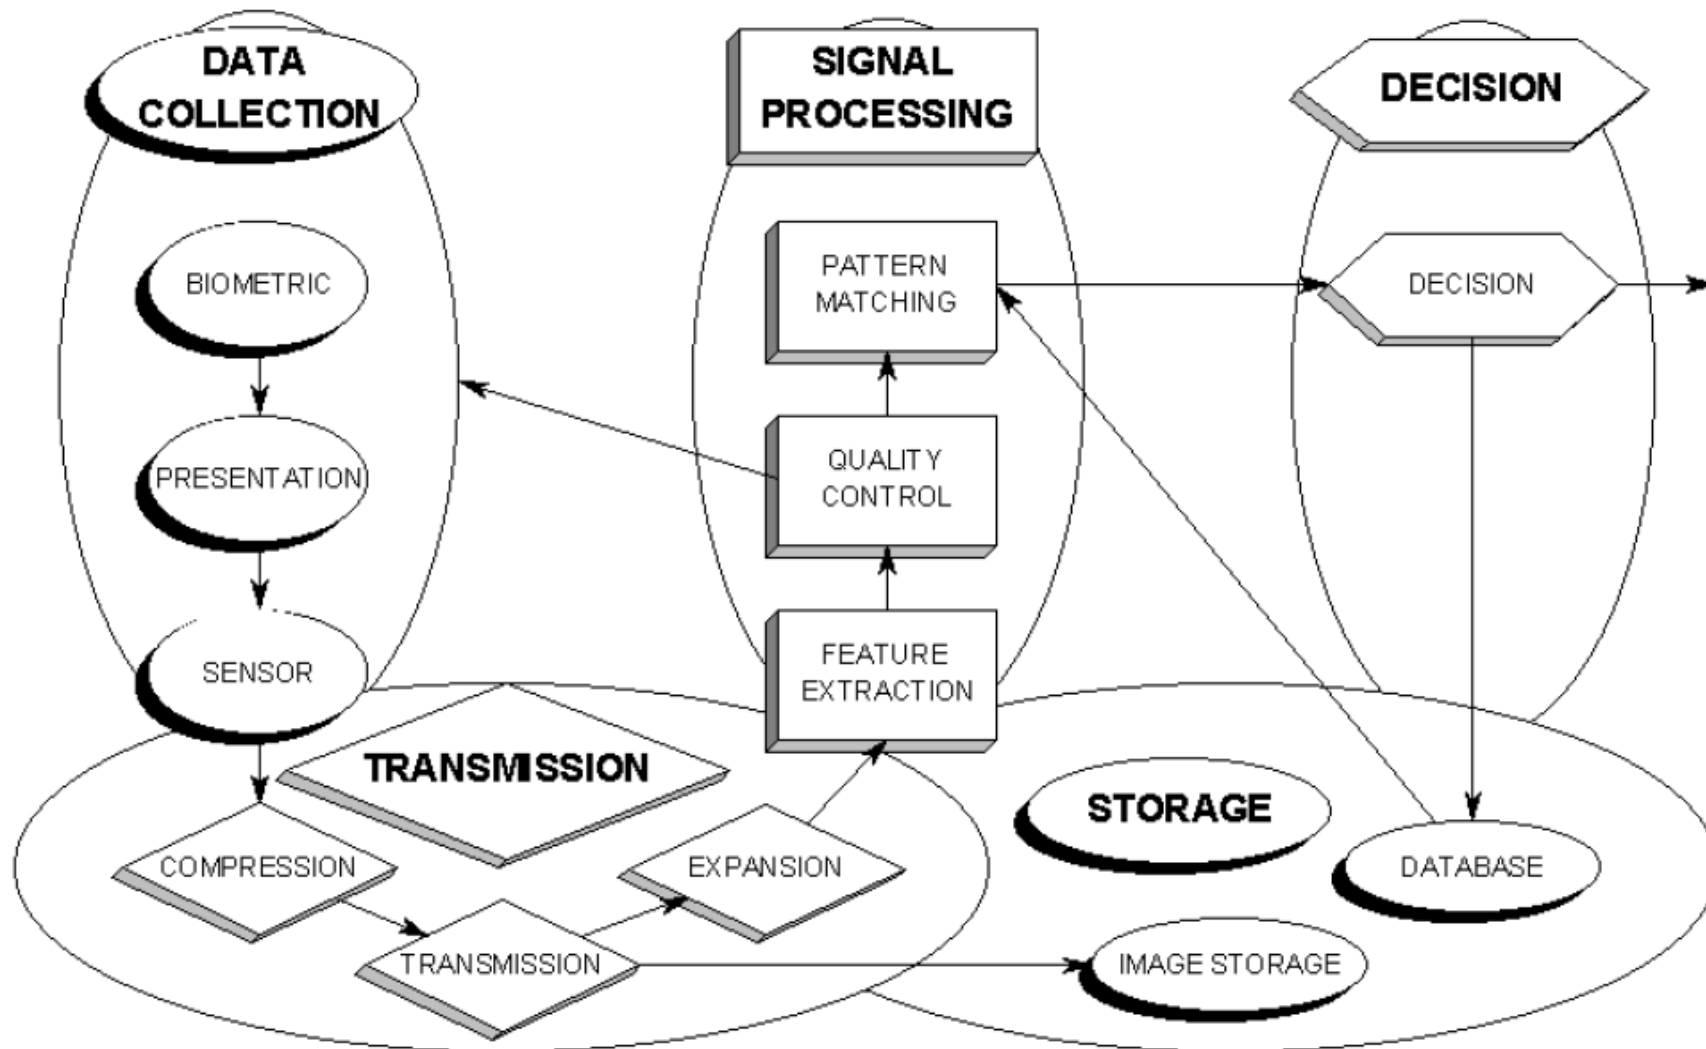 DATA
COLLECTION
SIGNAL
PROCESSING
DECISION
BIOMETRIC
PATTERN
MATCHING
DECISION
PRESENTATION
QUALITY
CONTROL
SENSOR
FEATURE
EXTRACTION
TRANSMISSION
STORAGE
COMPRESSION
EXPANSION
DATABASE
TRANSMISSION
IMAGE STORAGE